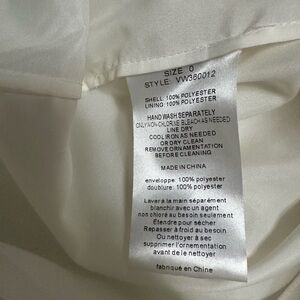 SIZE 0
STYLE: VW360012
SHELL: 100% POLYESTER
LINING: 100% POLYESTER
HAND WASH SEPARATELY
ONLY NON-CHLORINE BLEACH AS NEEDED
LINE DRY
COOL IRON AS NEEDED
OR DRY CLEAN
REMOVE ORNAMENTATION
BEFORE CLEANING
MADE IN CHINA
enveloppe: 100% polyester
doublure: 100% polyester
Laver à la main séparément
blanchir avec un agent
non chloré au besoin seulement
Étendre pour sécher
Repasser à froid au besoin
Ou nettoyer à sec
supprimer l'ornementation
avant de le nettoyer
fabriqué en Chine